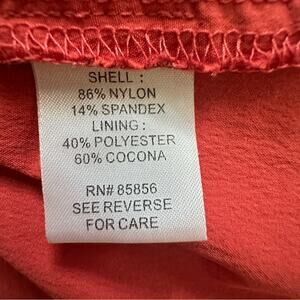 SHELL :
86% NYLON
14% SPANDEX
LINING :
40% POLYESTER
60% COCONA
RN# 85856
SEE REVERSE
FOR CARE